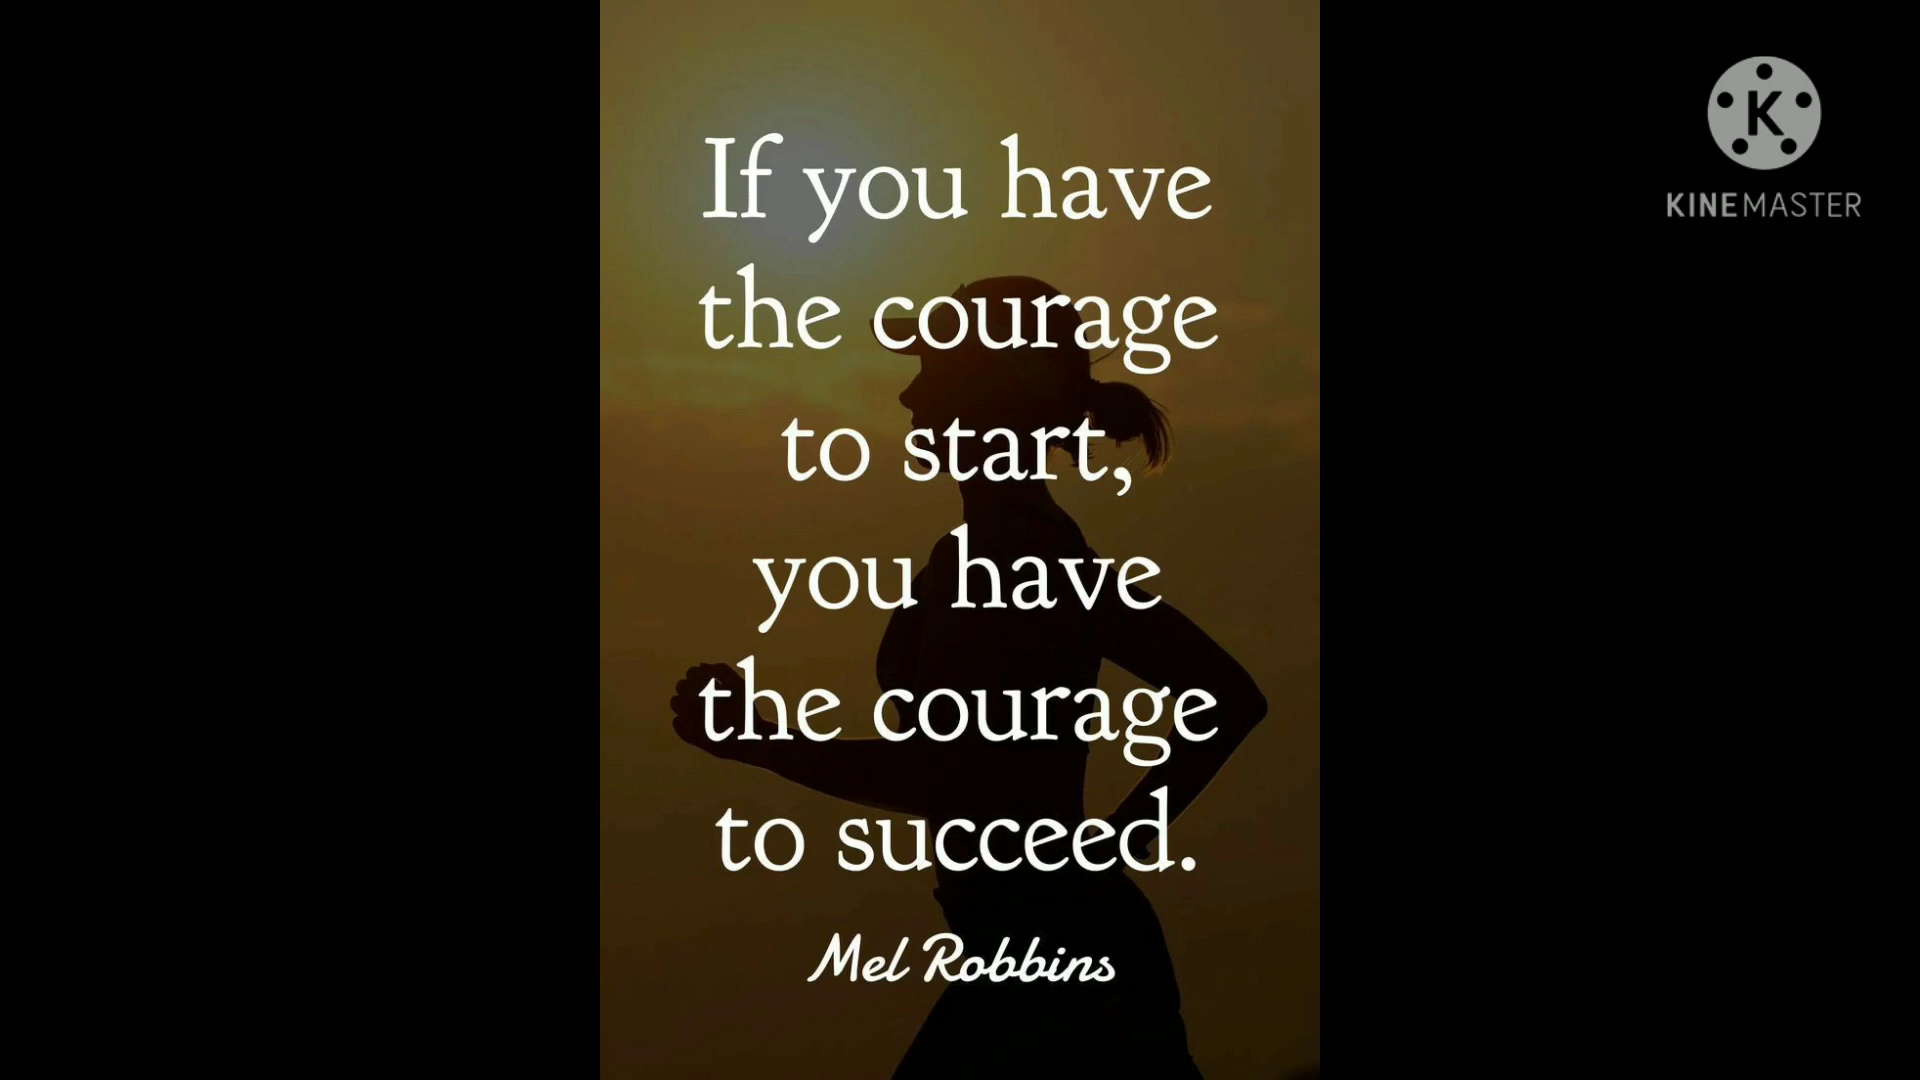 If you have
the courage
to start,
you have
the courage
to succeed.
Mel Robbins
K
KINEMASTER